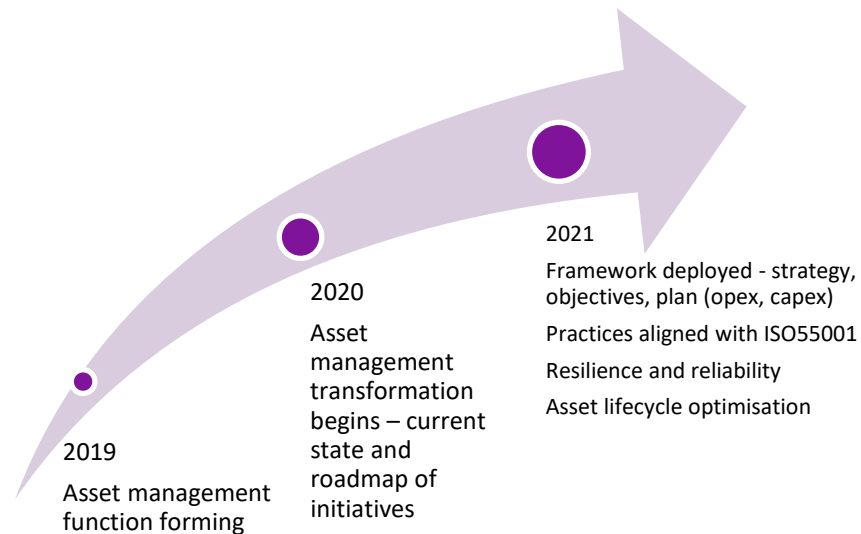 2019
Asset management
function forming
2020
Asset
management
transformation
begins – current
state and
roadmap of
initiatives
2021
Framework deployed - strategy,
objectives, plan (opex, capex)
Practices aligned with ISO55001
Resilience and reliability
Asset lifecycle optimisation